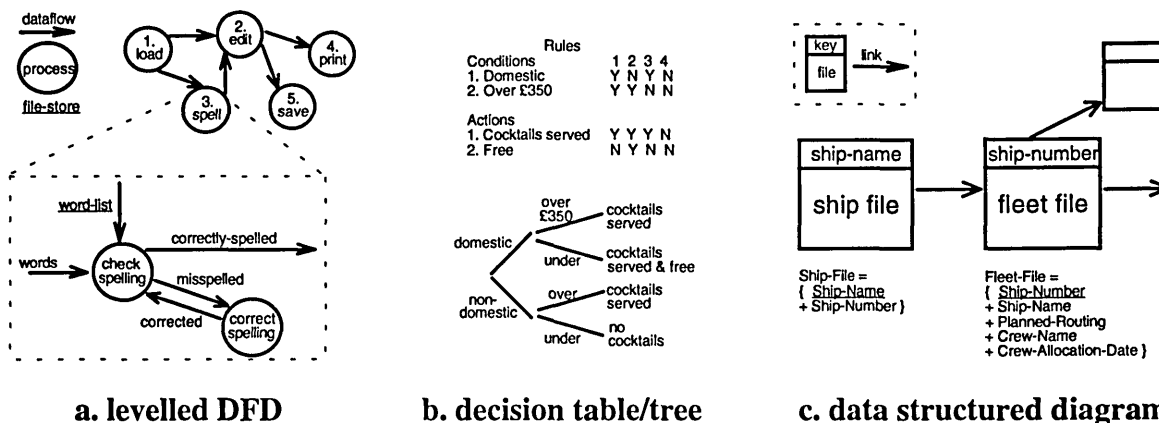 dataflow
process
file-store
1.
load
2.
edit
3.
spell
4.
print
5.
save
word-list
words
check
spelling
correctly-spelled
misspelled
corrected
correct
spelling
a. levelled DFD
Rules
Conditions 1 2 3 4
1. Domestic Y N Y N
2. Over £350 Y Y N N
Actions
1. Cocktails served Y Y Y N
2. Free N Y N N
domestic
non-
domestic
over
£350
under
over
under
cocktails
served
cocktails
served & free
cocktails
served
no
cocktails
b. decision table/tree
key
file
link
ship-name
ship file
ship-number
fleet file
Ship-File =
{ Ship-Name
+ Ship-Number }
Fleet-File =
{ Ship-Number
+ Ship-Name
+ Planned-Routing
+ Crew-Name
+ Crew-Allocation-Date }
c. data structured diagram